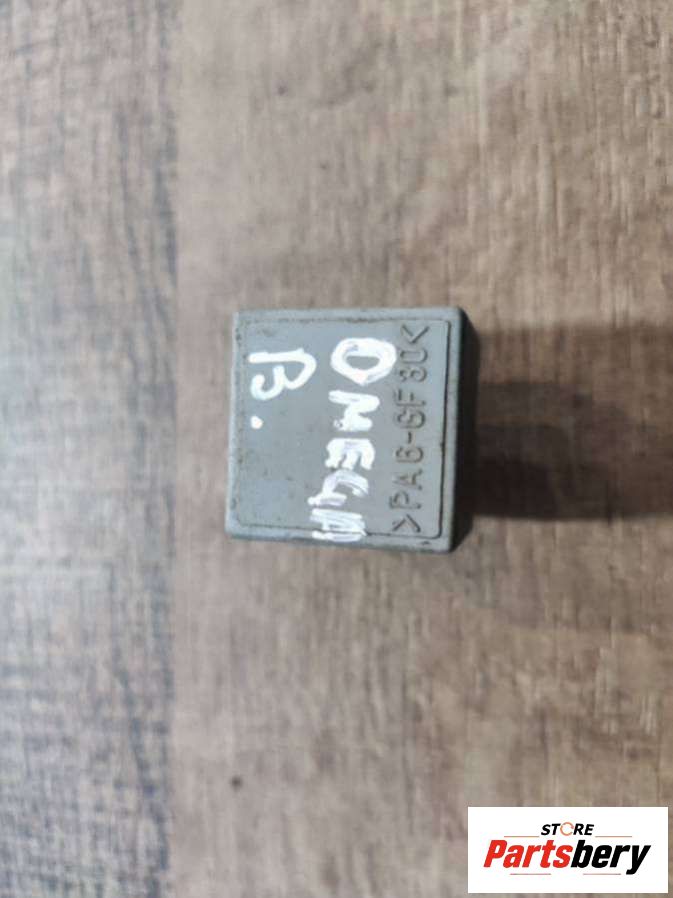 OMEGA
B.
>PA6-GF30<
STORE
Partsbery